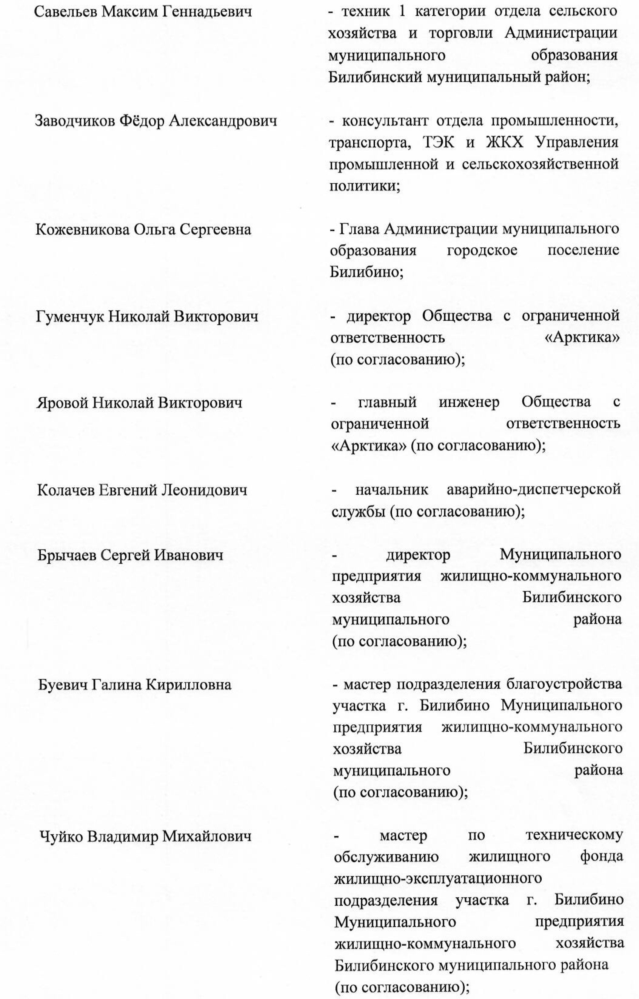 Савельев Максим Геннадьевич - техник 1 категории отдела сельского
хозяйства и торговли Администрации
муниципального образования
Билибинский муниципальный район;
Заводчиков Фёдор Александрович - консультант отдела промышленности,
транспорта, ТЭК и ЖКХ Управления
промышленной и сельскохозяйственной
политики;
Кожевникова Ольга Сергеевна - Глава Администрации муниципального
образования городское поселение
Билибино;
Гуменчук Николай Викторович - директор Общества с ограниченной
ответственность «Арктика»
(по согласованию);
Яровой Николай Викторович - главный инженер Общества с
ограниченной ответственность
«Арктика» (по согласованию);
Колачев Евгений Леонидович - начальник аварийно-диспетчерской
службы (по согласованию);
Брычаев Сергей Иванович - директор Муниципального
предприятия жилищно-коммунального
хозяйства Билибинского
муниципального района
(по согласованию);
Буевич Галина Кирилловна - мастер подразделения благоустройства
участка г. Билибино Муниципального
предприятия жилищно-коммунального
хозяйства Билибинского
муниципального района
(по согласованию);
Чуйко Владимир Михайлович - мастер по техническому
обслуживанию жилищного фонда
жилищно-эксплуатационного
подразделения участка г. Билибино
Муниципального предприятия
жилищно-коммунального хозяйства
Билибинского муниципального района
(по согласованию);